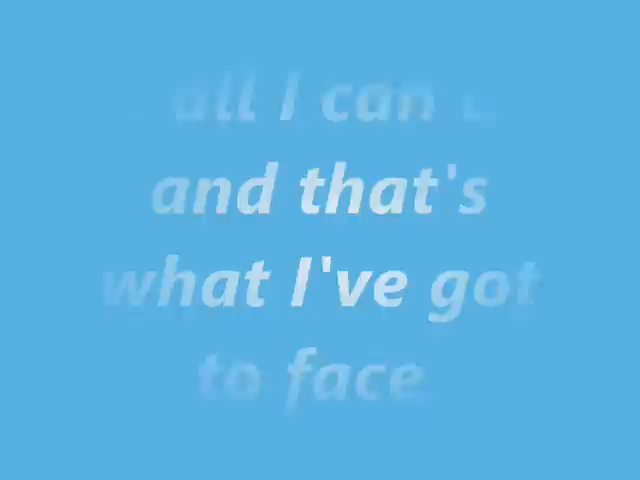 all I can
and that's
what I've got
to face